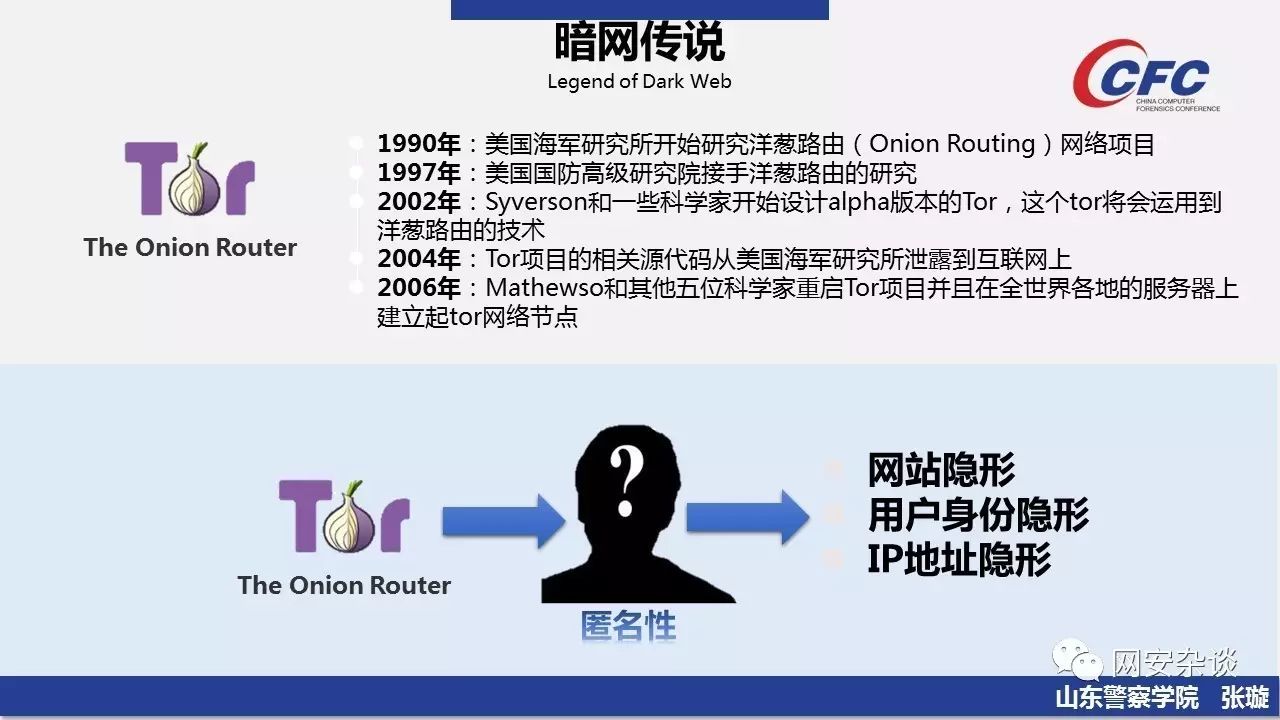 暗网传说
Legend of Dark Web
CFC
CHINA COMPUTER
FORENSICS CONFERENCE
Tor
The Onion Router
1990年：美国海军研究所开始研究洋葱路由（Onion Routing）网络项目
1997年：美国国防高级研究院接手洋葱路由的研究
2002年：Syverson和一些科学家开始设计alpha版本的Tor，这个tor将会运用到
洋葱路由的技术
2004年：Tor项目的相关源代码从美国海军研究所泄露到互联网上
2006年：Mathewso和其他五位科学家重启Tor项目并且在全世界各地的服务器上
建立起tor网络节点
Tor
The Onion Router
?
匿名性
网站隐形
用户身份隐形
IP地址隐形
网安杂谈
山东警察学院 张璇